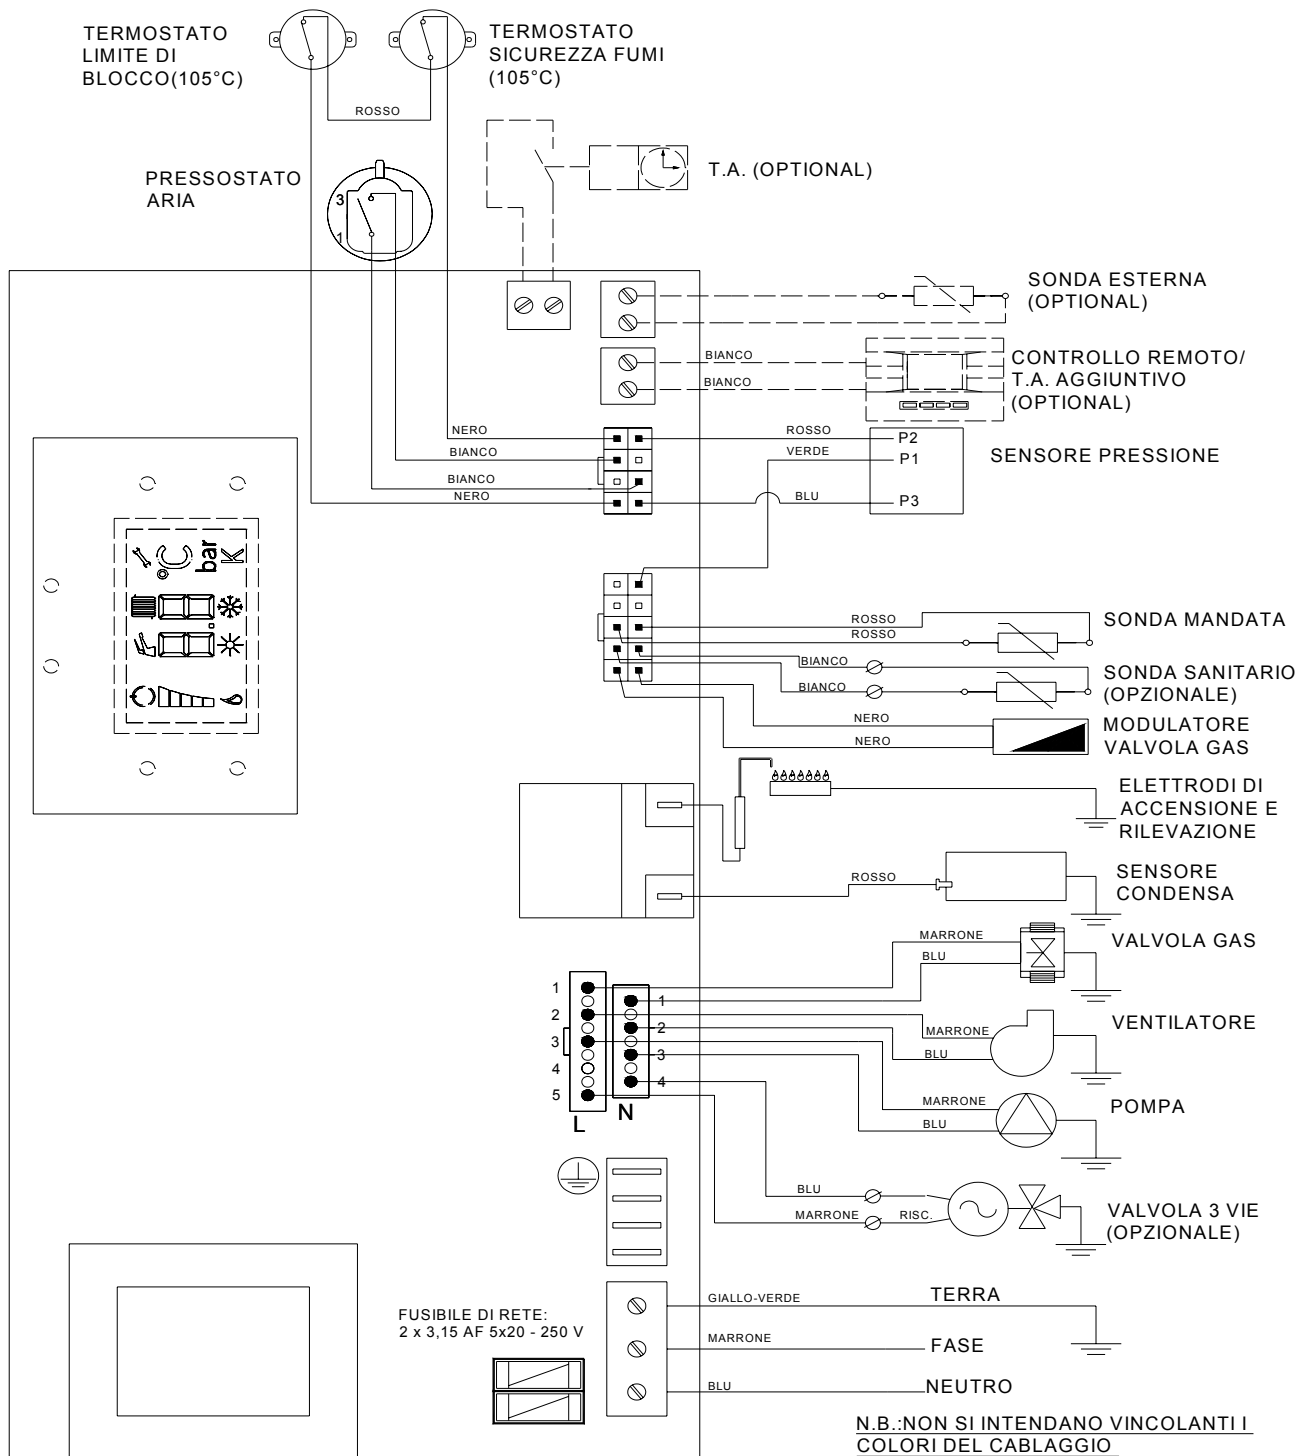 TERMOSTATO
LIMITE DI
BLOCCO(105°C)
TERMOSTATO
SICUREZZA FUMI
(105°C)
ROSSO
PRESSOSTATO
ARIA
3
1
T.A. (OPTIONAL)
SONDA ESTERNA
(OPTIONAL)
BIANCO
BIANCO
CONTROLLO REMOTO/
T.A. AGGIUNTIVO
(OPTIONAL)
NERO
BIANCO
BIANCO
NERO
ROSSO
VERDE
BLU
P2
P1
P3
SENSORE PRESSIONE
°C
bar
K
ROSSO
ROSSO
SONDA MANDATA
BIANCO
BIANCO
SONDA SANITARIO
(OPZIONALE)
NERO
NERO
MODULATORE
VALVOLA GAS
ELETTRODI DI
ACCENSIONE E
RILEVAZIONE
ROSSO
SENSORE
CONDENSA
MARRONE
BLU
VALVOLA GAS
1
2
3
4
5
L
1
2
3
4
N
MARRONE
BLU
VENTILATORE
MARRONE
BLU
POMPA
BLU
MARRONE
RISC.
VALVOLA 3 VIE
(OPZIONALE)
FUSIBILE DI RETE:
2 x 3,15 AF 5x20 - 250 V
GIALLO-VERDE
TERRA
MARRONE
FASE
BLU
NEUTRO
N.B.:NON SI INTENDANO VINCOLANTI I
COLORI DEL CABLAGGIO